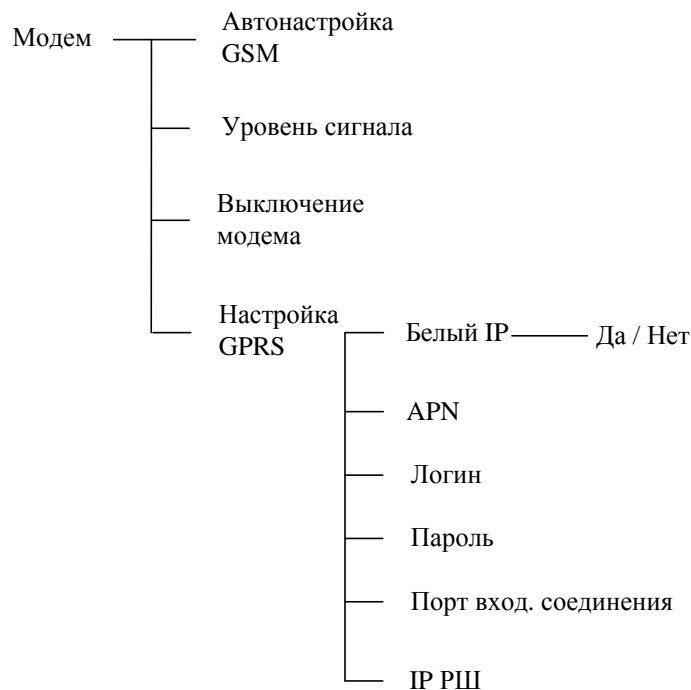 Модем
Автонастройка
GSM
Уровень сигнала
Выключение
модема
Настройка
GPRS
Белый IP
Да / Нет
APN
Логин
Пароль
Порт вход. соединения
IP РШ